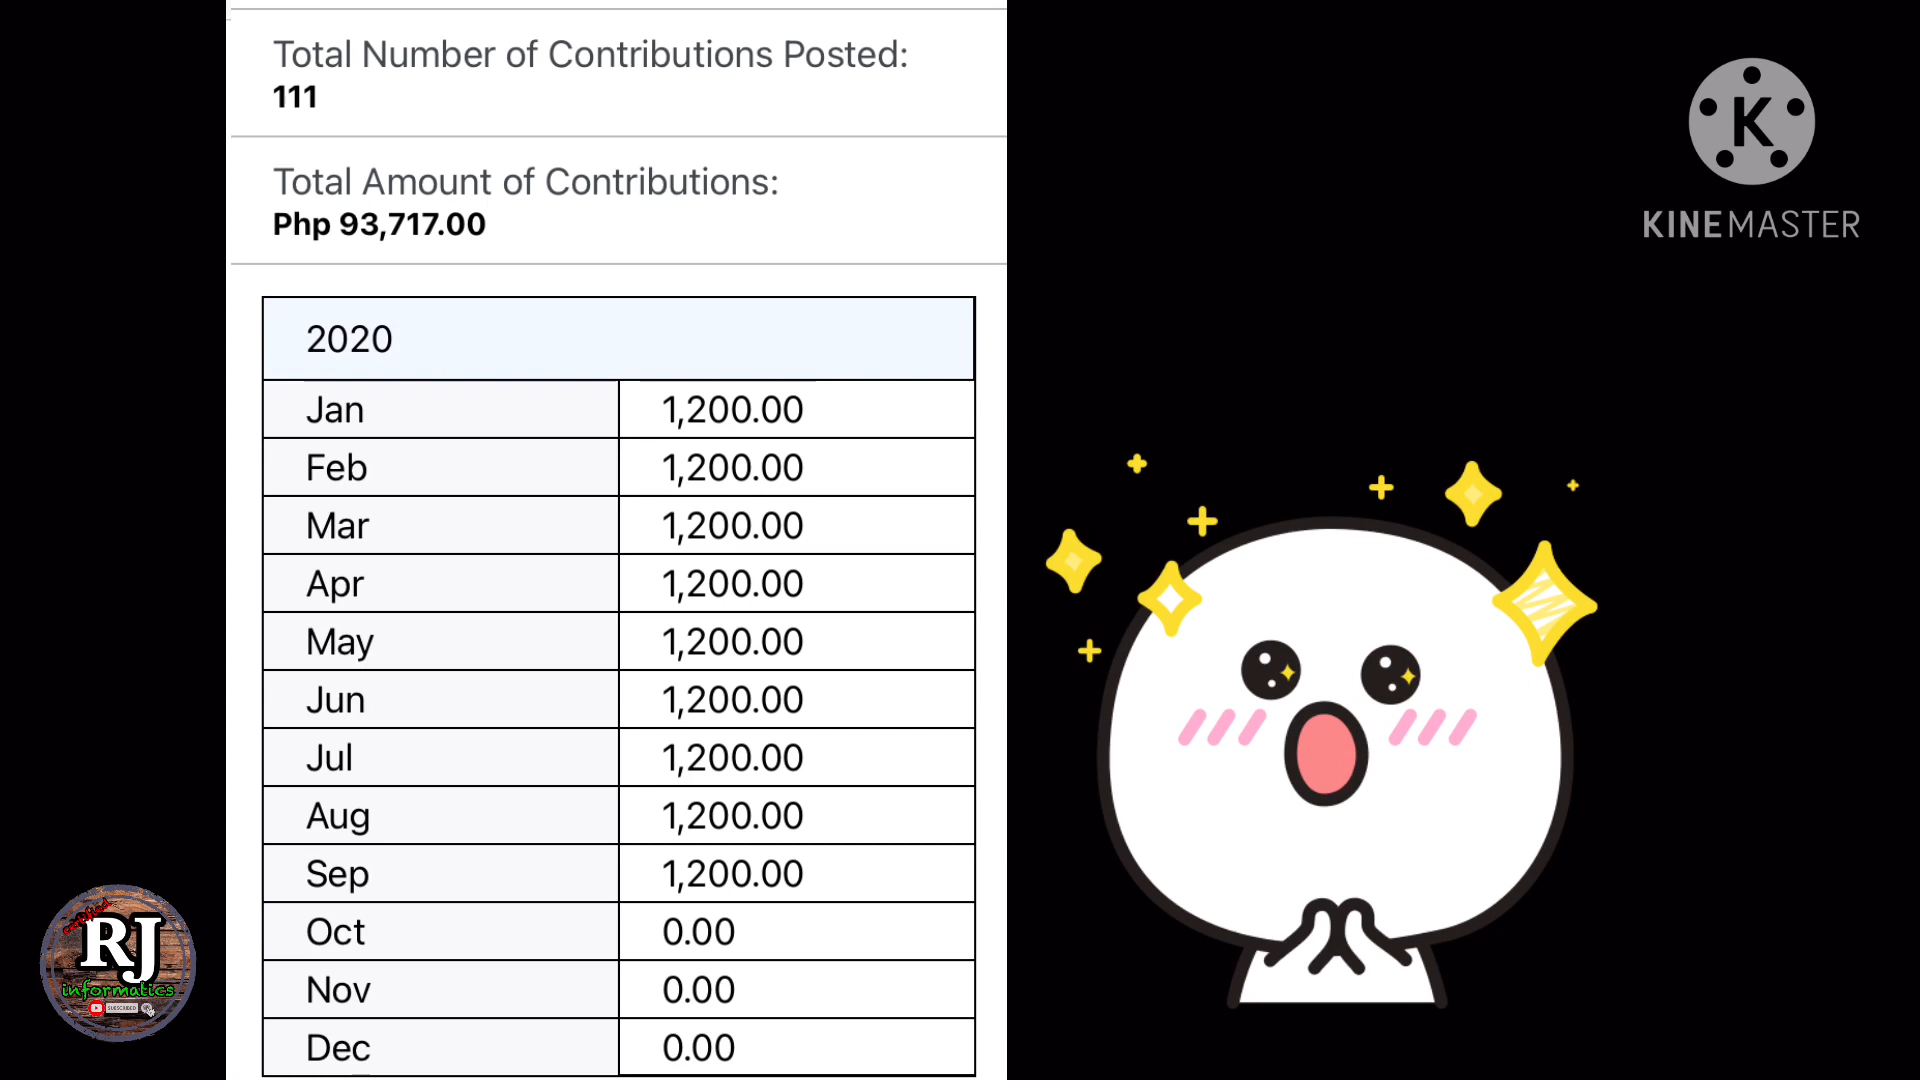 Total Number of Contributions Posted:
111
Total Amount of Contributions:
Php 93,717.00
2020
Jan 1,200.00
Feb 1,200.00
Mar 1,200.00
Apr 1,200.00
May 1,200.00
Jun 1,200.00
Jul 1,200.00
Aug 1,200.00
Sep 1,200.00
Oct 0.00
Nov 0.00
Dec 0.00
K
KINEMASTER
certified
RJ
informatics
SUBSCRIBED